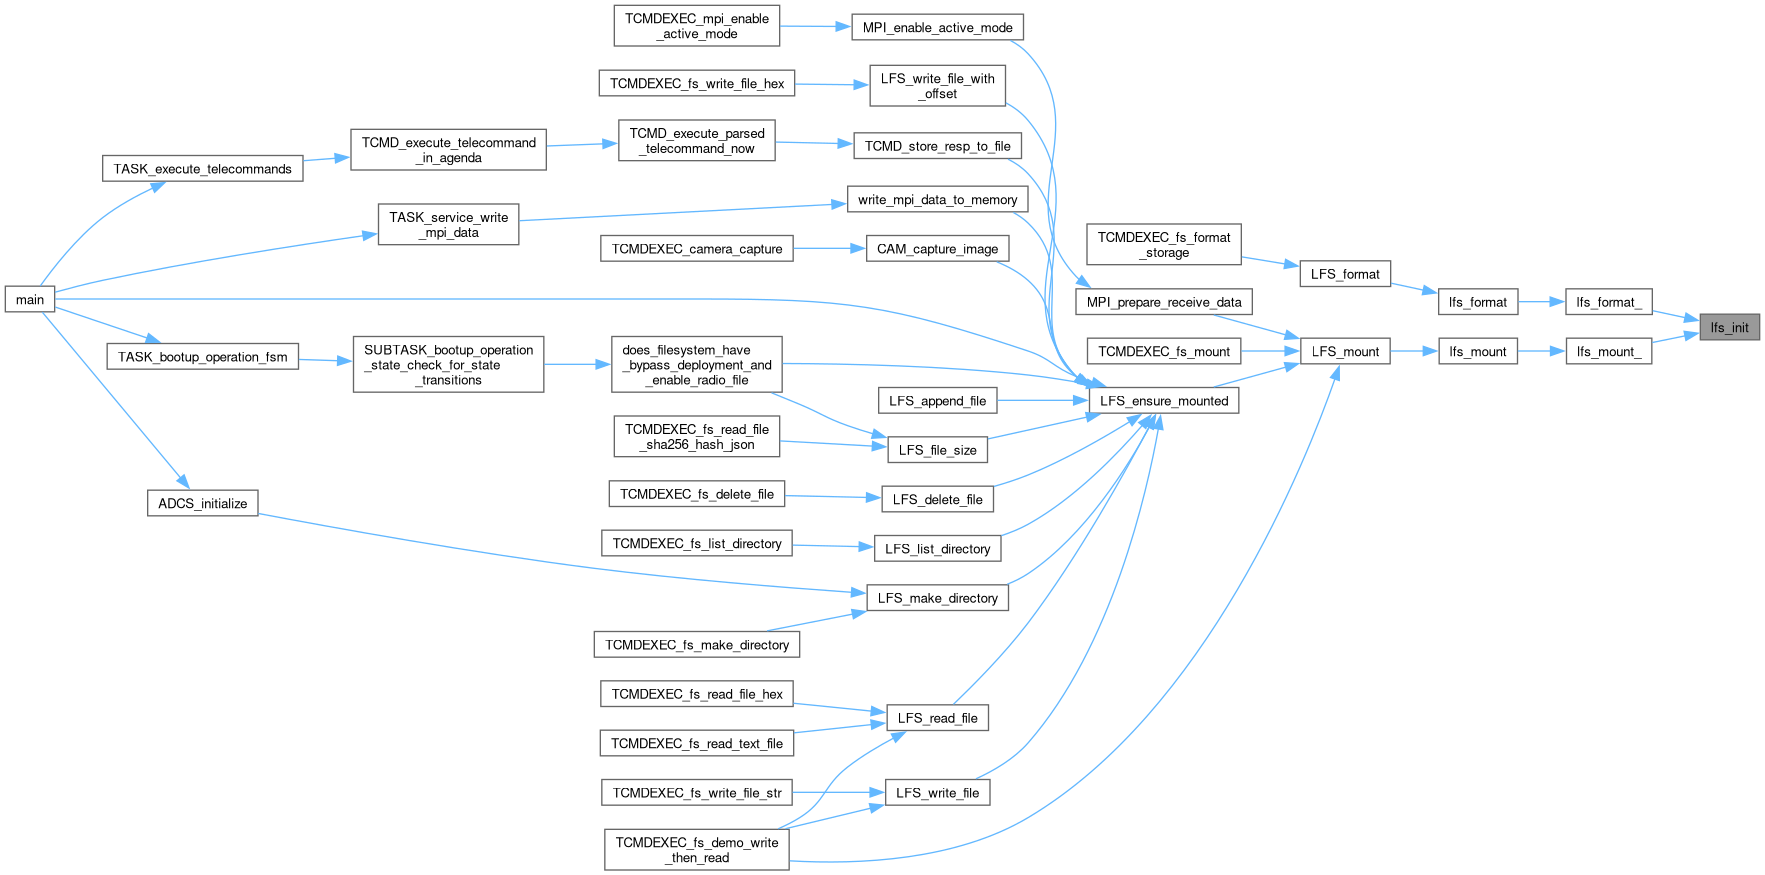 TCMDEXEC_mpi_enable
_active_mode
MPI_enable_active_mode
TCMDEXEC_fs_write_file_hex
LFS_write_file_with
_offset
TASK_execute_telecommands
TCMD_execute_telecommand
_in_agenda
TCMD_execute_parsed
_telecommand_now
TCMD_store_resp_to_file
TASK_service_write
_mpi_data
write_mpi_data_to_memory
TCMDEXEC_camera_capture
CAM_capture_image
TCMDEXEC_fs_format
_storage
LFS_format
main
MPI_prepare_receive_data
lfs_format
lfs_format_
lfs_init
TASK_bootup_operation_fsm
SUBTASK_bootup_operation
_state_check_for_state
_transitions
does_filesystem_have
_bypass_deployment_and
_enable_radio_file
TCMDEXEC_fs_mount
LFS_mount
lfs_mount
lfs_mount_
LFS_append_file
LFS_ensure_mounted
TCMDEXEC_fs_read_file
_sha256_hash_json
LFS_file_size
ADCS_initialize
TCMDEXEC_fs_delete_file
LFS_delete_file
TCMDEXEC_fs_list_directory
LFS_list_directory
LFS_make_directory
TCMDEXEC_fs_make_directory
TCMDEXEC_fs_read_file_hex
LFS_read_file
TCMDEXEC_fs_read_text_file
TCMDEXEC_fs_write_file_str
LFS_write_file
TCMDEXEC_fs_demo_write
_then_read